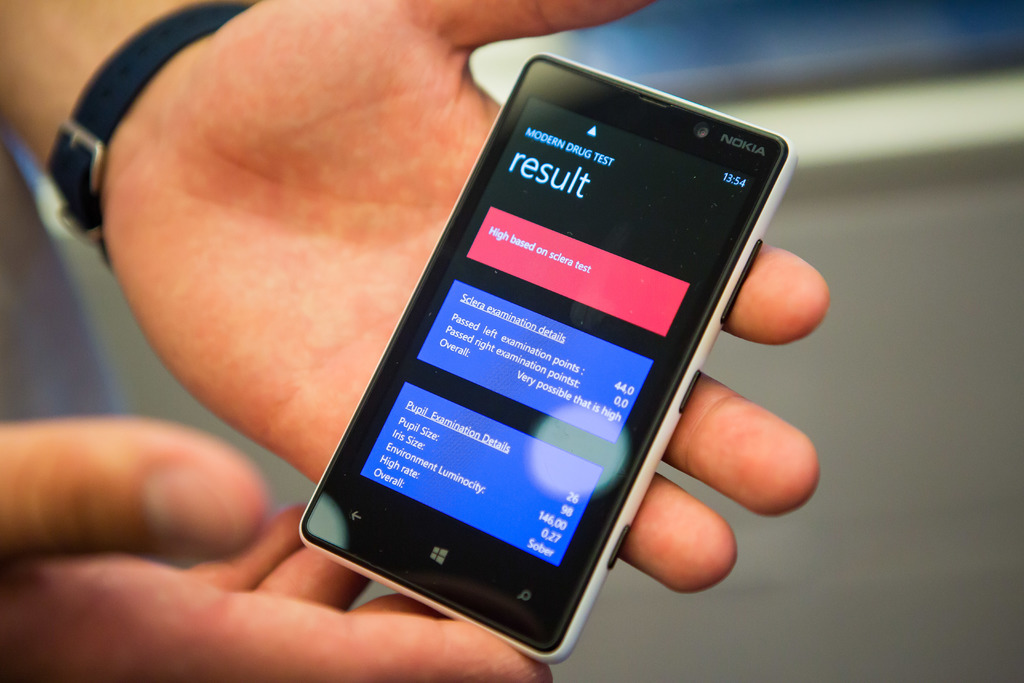 NOKIA
13:54
MODERN DRUG TEST
result
High based on sclera test
Sclera examination details
Passed left examination points : 44,0
Passed right examination pointst: 0,0
Overall: Very possible that is high
Pupil Examination Details
Pupil Size: 26
Iris Size: 98
Environment Luminocity: 146,00
High rate: 0,27
Overall: Sober